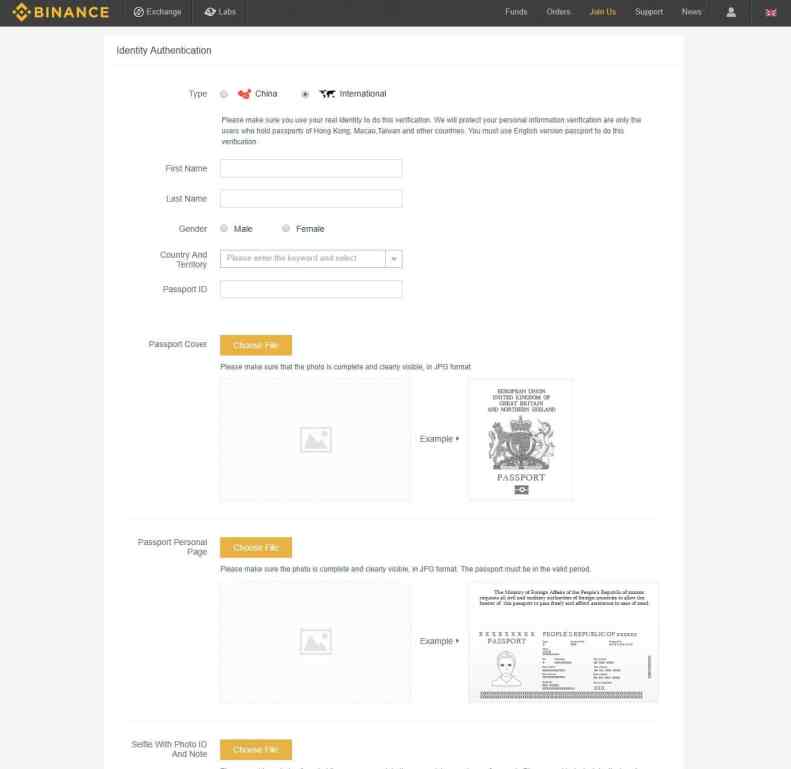 BINANCE Exchange Labs Funds Orders Join Us Support News
Identity Authentication
Type China International
Please make sure you use your real identity to do this verification. We will protect your personal information verification are only the
users who hold passports of Hong Kong, Macao,Taiwan and other countries. You must use English version passport to do this
verification
First Name
Last Name
Gender Male Female
Country And
Territory
Please enter the keyword and select
Passport ID
Passport Cover Choose File
Please make sure that the photo is complete and clearly visible, in JPG format
Example
EUROPEAN UNION
UNITED KINGDOM OF
GREAT BRITAIN
AND NORTHERN IRELAND
PASSPORT
Passport Personal
Page
Choose File
Please make sure the photo is complete and clearly visible, in JPG format. The passport must be in the valid period.
Example
The Ministry of Foreign Affairs of the People's Republic of xxxxxx
requests all civil and military authorities of foreign countries to allow the
bearer of this passport to pass freely and afford assistance in case of need.
X X X X X X X X X PEOPLE'S REPUBLIC OF xxxxxx
PASSPORT
Selfie With Photo ID
And Note
Choose File